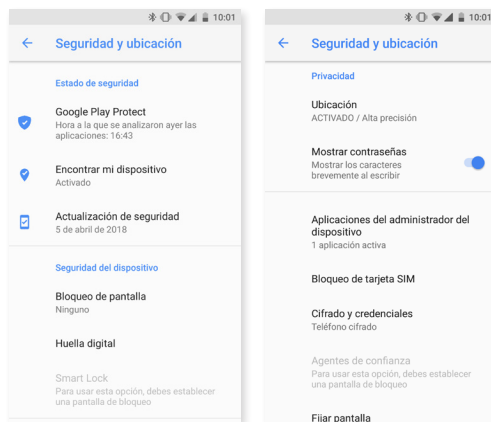 10:01
Seguridad y ubicación
Estado de seguridad
Google Play Protect
Hora a la que se analizaron ayer las
aplicaciones: 16:43
Encontrar mi dispositivo
Activado
Actualización de seguridad
5 de abril de 2018
Seguridad del dispositivo
Bloqueo de pantalla
Ninguno
Huella digital
Smart Lock
Para usar esta opción, debes establecer
una pantalla de bloqueo
10:01
Seguridad y ubicación
Privacidad
Ubicación
ACTIVADO / Alta precisión
Mostrar contraseñas
Mostrar los caracteres
brevemente al escribir
Aplicaciones del administrador del
dispositivo
1 aplicación activa
Bloqueo de tarjeta SIM
Cifrado y credenciales
Teléfono cifrado
Agentes de confianza
Para usar esta opción, debes establecer
una pantalla de bloqueo
Fijar pantalla